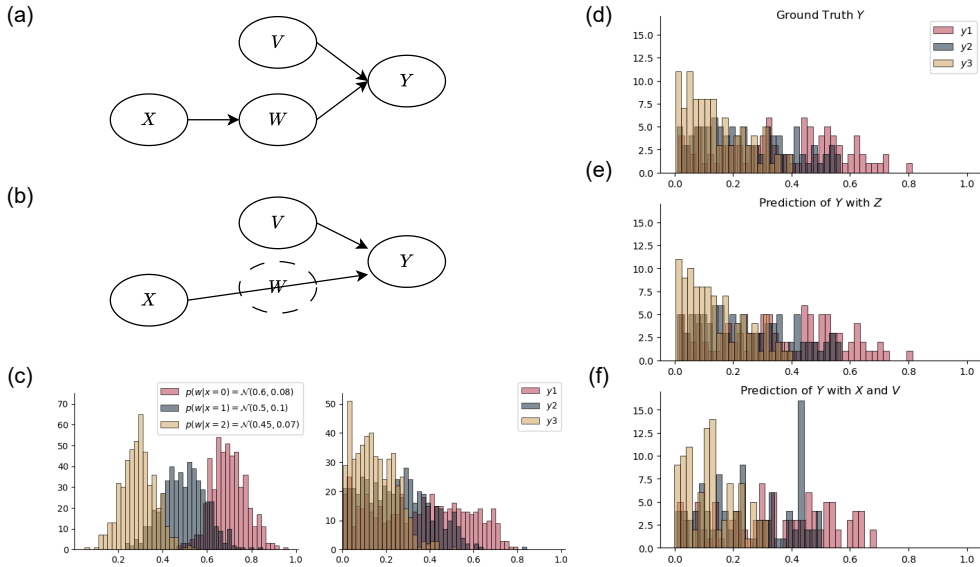 (a)
V
Y
X
W
(b)
V
Y
X
W
(c)
p(w|x = 0) = 𝒩(0.6, 0.08)
p(w|x = 1) = 𝒩(0.5, 0.1)
p(w|x = 2) = 𝒩(0.45, 0.07)
70
60
50
40
30
20
10
0
0.2
0.4
0.6
0.8
1.0
y1
y2
y3
50
40
30
20
10
0
0.0
0.2
0.4
0.6
0.8
1.0
(d)
Ground Truth Y
y1
y2
y3
15.0
12.5
10.0
7.5
5.0
2.5
0.0
0.0
0.2
0.4
0.6
0.8
1.0
(e)
Prediction of Y with Z
15.0
12.5
10.0
7.5
5.0
2.5
0.0
0.0
0.2
0.4
0.6
0.8
1.0
(f)
Prediction of Y with X and V
15.0
12.5
10.0
7.5
5.0
2.5
0.0
0.0
0.2
0.4
0.6
0.8
1.0